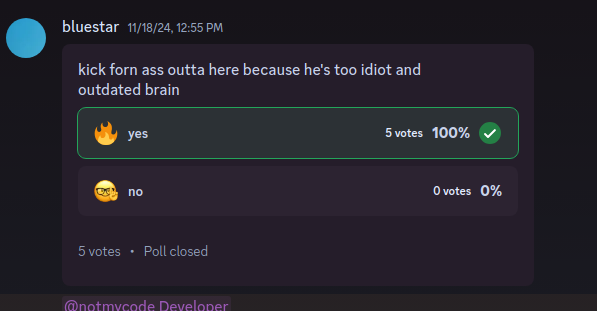 bluestar 11/18/24, 12:55 PM
kick forn ass outta here because he's too idiot and
outdated brain
yes 5 votes 100%
no 0 votes 0%
5 votes • Poll closed
@notmycode Developer